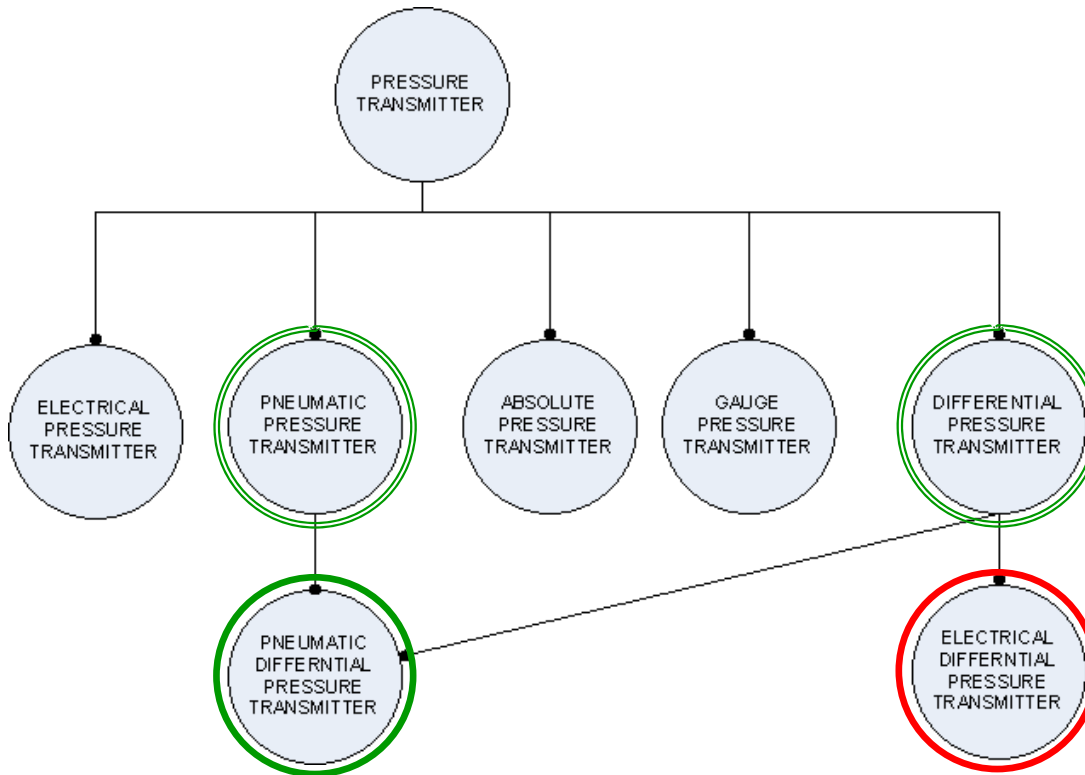 PRESSURE
TRANSMITTER
ELECTRICAL
PRESSURE
TRANSMITTER
PNEUMATIC
PRESSURE
TRANSMITTER
ABSOLUTE
PRESSURE
TRANSMITTER
GAUGE
PRESSURE
TRANSMITTER
DIFFERENTIAL
PRESSURE
TRANSMITTER
PNEUMATIC
DIFFERNTIAL
PRESSURE
TRANSMITTER
ELECTRICAL
DIFFERNTIAL
PRESSURE
TRANSMITTER